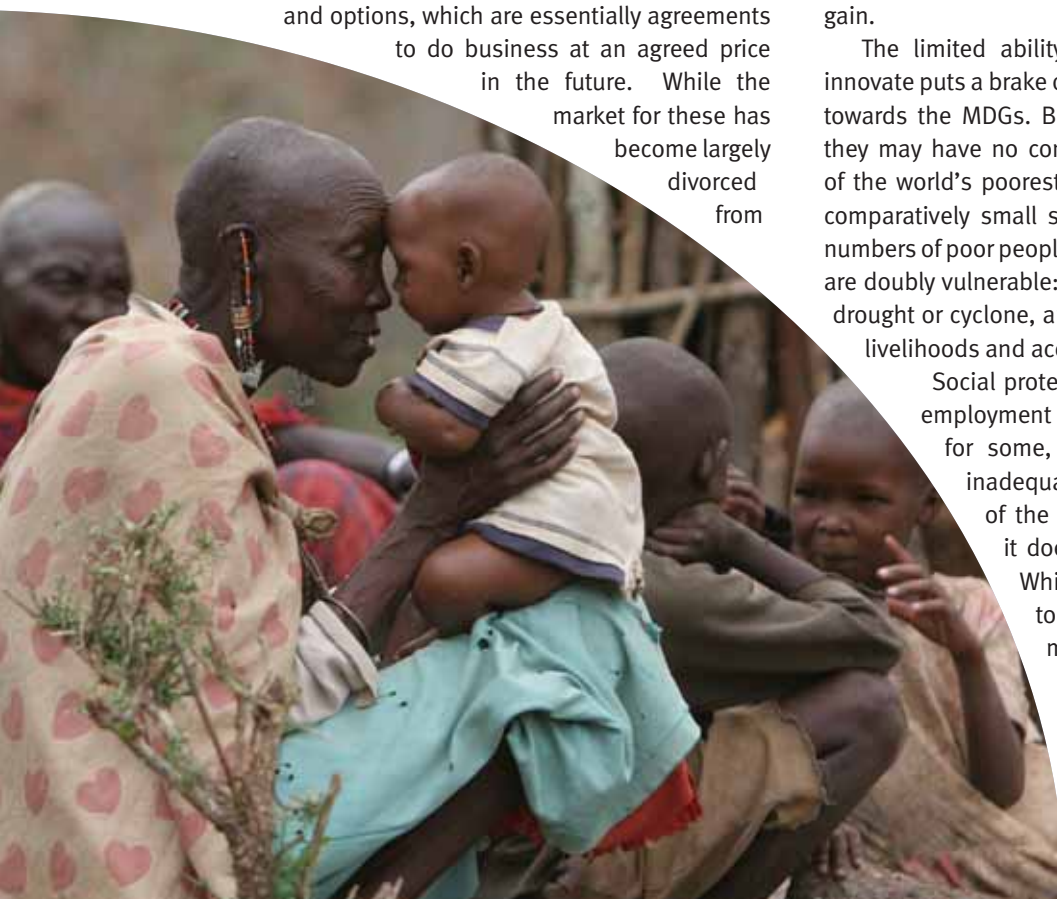 and options, which are essentially agreements
to do business at an agreed price
in the future. While the
market for these has
become largely
divorced
from
gain.
The limited ability
innovate puts a brake
towards the MDGs. B
they may have no con
of the world's poorest
comparatively small s
numbers of poor people
are doubly vulnerable:
drought or cyclone, a
livelihoods and acc
Social prote
employment
for some,
inadequa
of the
it doe
Whi
to
m